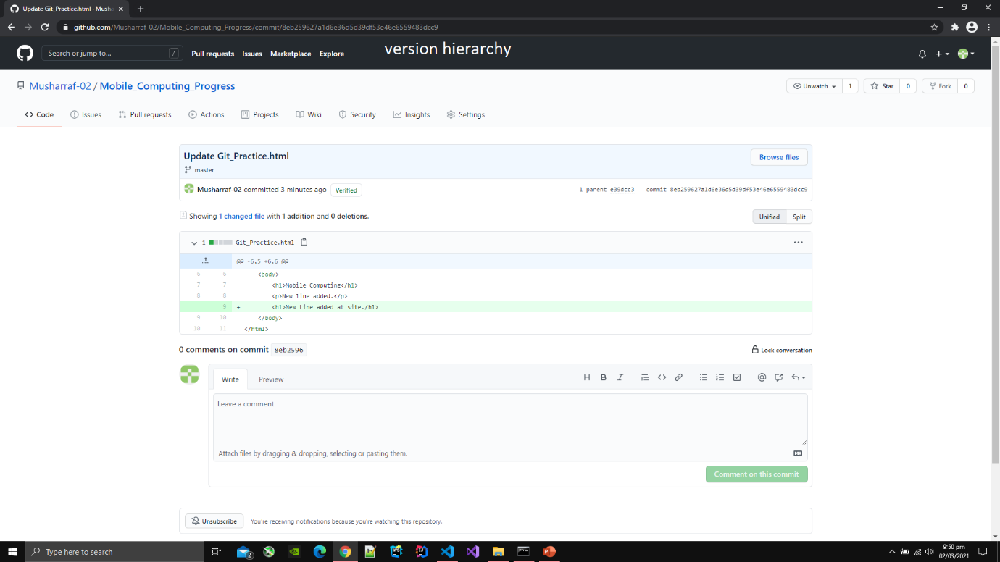 Update Git_Practice.html · Musha
github.com/Musharraf-02/Mobile_Computing_Progress/commit/8eb259627a1d6e36d5d39df53e46e6559483dcc9
Search or jump to... / Pull requests Issues Marketplace Explore version hierarchy
Musharraf-02 / Mobile_Computing_Progress Unwatch 1 Star 0 Fork 0
Code Issues Pull requests Actions Projects Wiki Security Insights Settings
Update Git_Practice.html Browse files
master
Musharraf-02 committed 3 minutes ago Verified 1 parent e39dcc3 commit 8eb259627a1d6e36d5d39df53e46e6559483dcc9
Showing 1 changed file with 1 addition and 0 deletions. Unified Split
1 Git_Practice.html ...
@@ -6,5 +6,6 @@
6 6 <body>
7 7 <h1>Mobile Computing</h1>
8 8 <p>New line added.</p>
9 + <h1>New Line added at site./h1>
9 10 </body>
10 11 </html>
0 comments on commit 8eb2596 Lock conversation
Write Preview H B I
Leave a comment
Attach files by dragging & dropping, selecting or pasting them.
Comment on this commit
Unsubscribe You're receiving notifications because you're watching this repository.
Type here to search 2 9:50 pm
02/03/2021